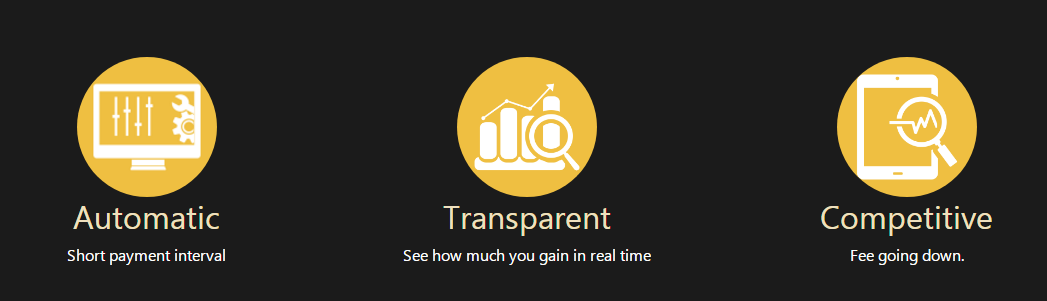 Automatic
Short payment interval
Transparent
See how much you gain in real time
Competitive
Fee going down.